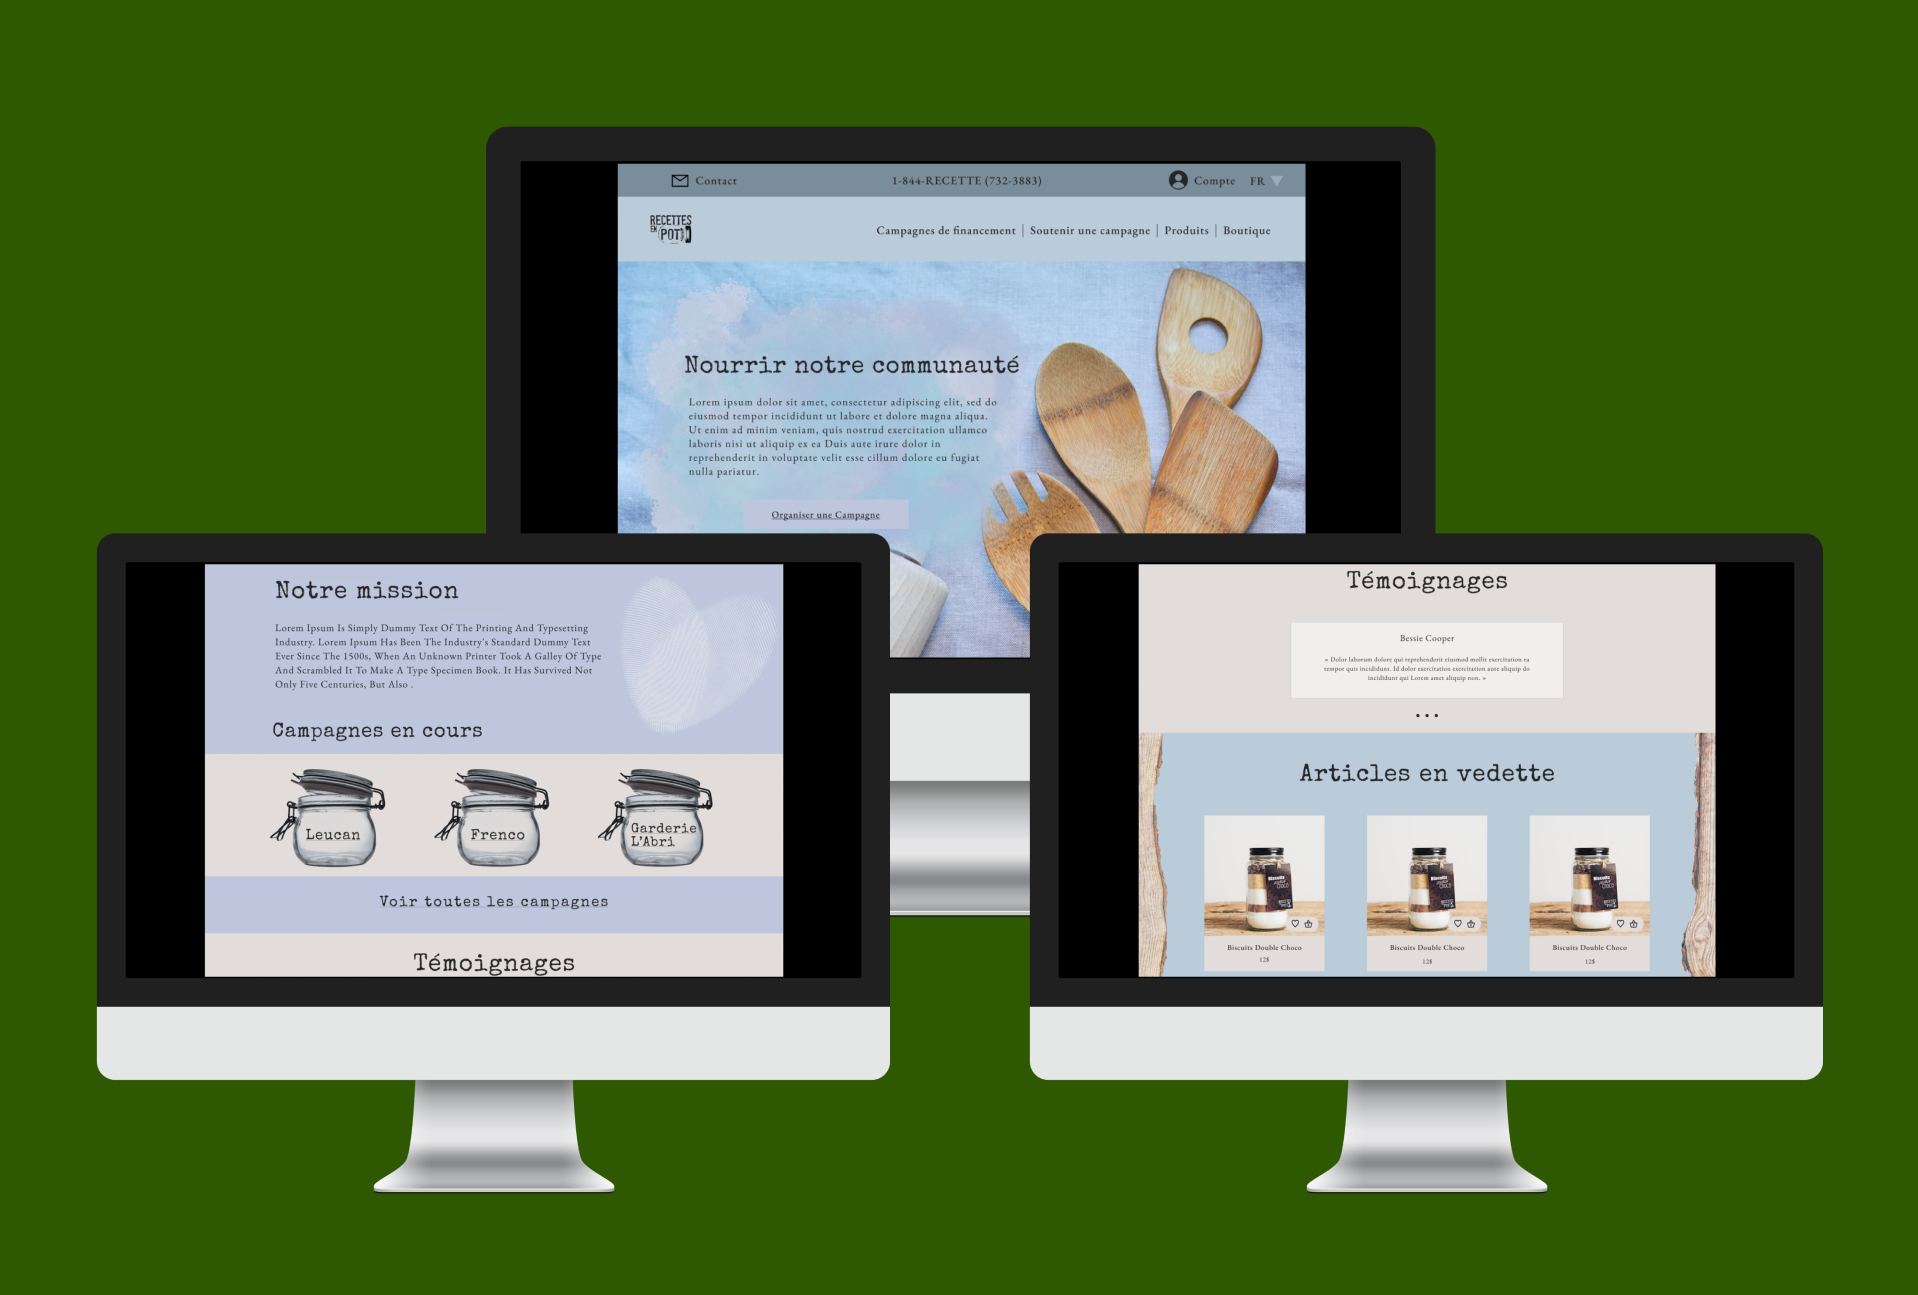 Contact
1-844-RECETTE (732-3883)
Compte
FR
RECETTES
EN POT
Campagnes de financement | Soutenir une campagne | Produits | Boutique
Nourrir notre communauté
Lorem ipsum dolor sit amet, consectetur adipiscing elit, sed do
eiusmod tempor incididunt ut labore et dolore magna aliqua.
Ut enim ad minim veniam, quis nostrud exercitation ullamco
laboris nisi ut aliquip ex ea Duis aute irure dolor in
reprehenderit in voluptate velit esse cillum dolore eu fugiat
nulla pariatur.
Organiser une Campagne
Notre mission
Lorem Ipsum Is Simply Dummy Text Of The Printing And Typesetting
Industry. Lorem Ipsum Has Been The Industry's Standard Dummy Text
Ever Since The 1500s, When An Unknown Printer Took A Galley Of Type
And Scrambled It To Make A Type Specimen Book. It Has Survived Not
Only Five Centuries, But Also .
Campagnes en cours
Leucan
Frenco
Garderie
L'Abri
Voir toutes les campagnes
Témoignages
Témoignages
Bessie Cooper
« Dolor laborum dolore qui reprehenderit eiusmod mollit exercitation ea
tempor quis incididunt. Id dolor exercitation exercitation aute aliquip do
incididunt qui Lorem amet aliquip non. »
Articles en vedette
Biscuits
CHOCO
Biscuits
CHOCO
Biscuits
CHOCO
Biscuits Double Choco
12$
Biscuits Double Choco
12$
Biscuits Double Choco
12$